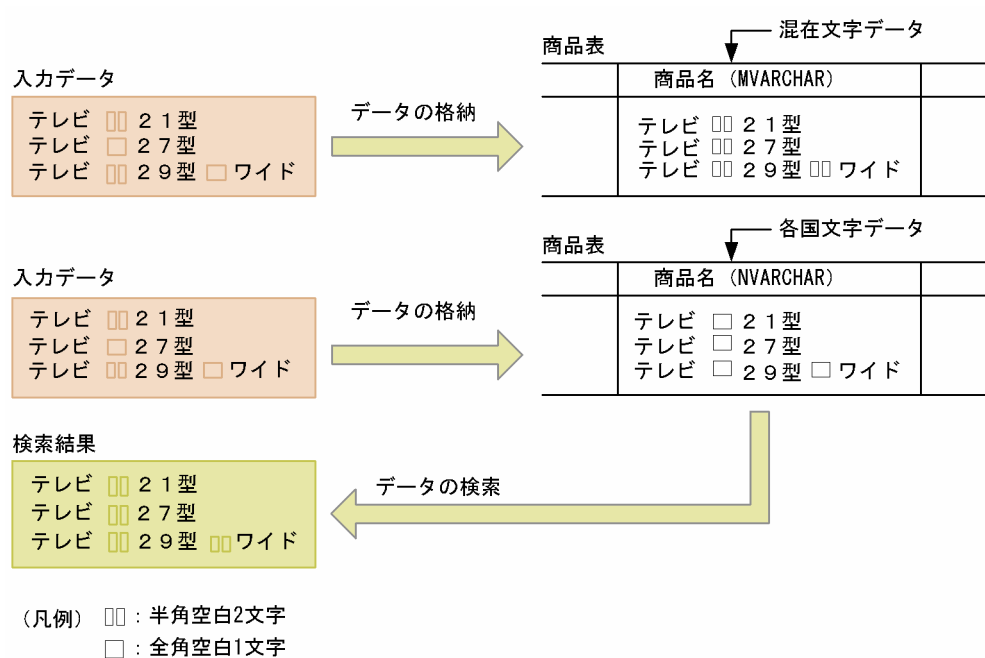 混在文字データ
商品表
入力データ
商品名(MVARCHAR)
テレビ ▯▯ 21型
テレビ □ 27型
テレビ ▯▯ 29型 □ ワイド
データの格納
テレビ ▯▯ 21型
テレビ ▯▯ 27型
テレビ ▯▯ 29型 ▯▯ ワイド
各国文字データ
商品表
入力データ
商品名(NVARCHAR)
テレビ ▯▯ 21型
テレビ □ 27型
テレビ ▯▯ 29型 □ ワイド
データの格納
テレビ □ 21型
テレビ □ 27型
テレビ □ 29型 □ ワイド
検索結果
テレビ ▯▯ 21型
テレビ ▯▯ 27型
テレビ ▯▯ 29型 ▯▯ ワイド
データの検索
(凡例) ▯▯:半角空白2文字
□:全角空白1文字